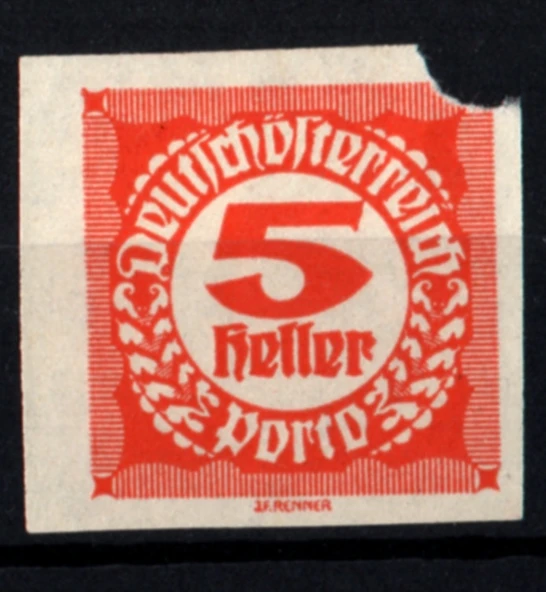 Deutschösterreich
5
heller
porto
J.F.RENNER